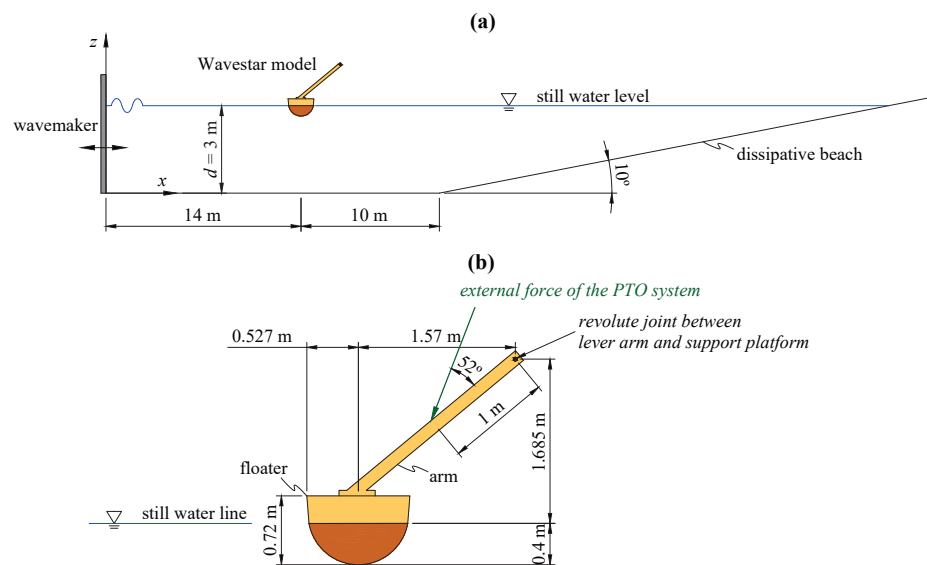 (a)
z
Wavestar model
still water level
wavemaker
d = 3 m
dissipative beach
10º
x
14 m
10 m
(b)
external force of the PTO system
revolute joint between
lever arm and support platform
0.527 m
1.57 m
52º
1 m
1.685 m
arm
floater
still water line
0.72 m
0.4 m